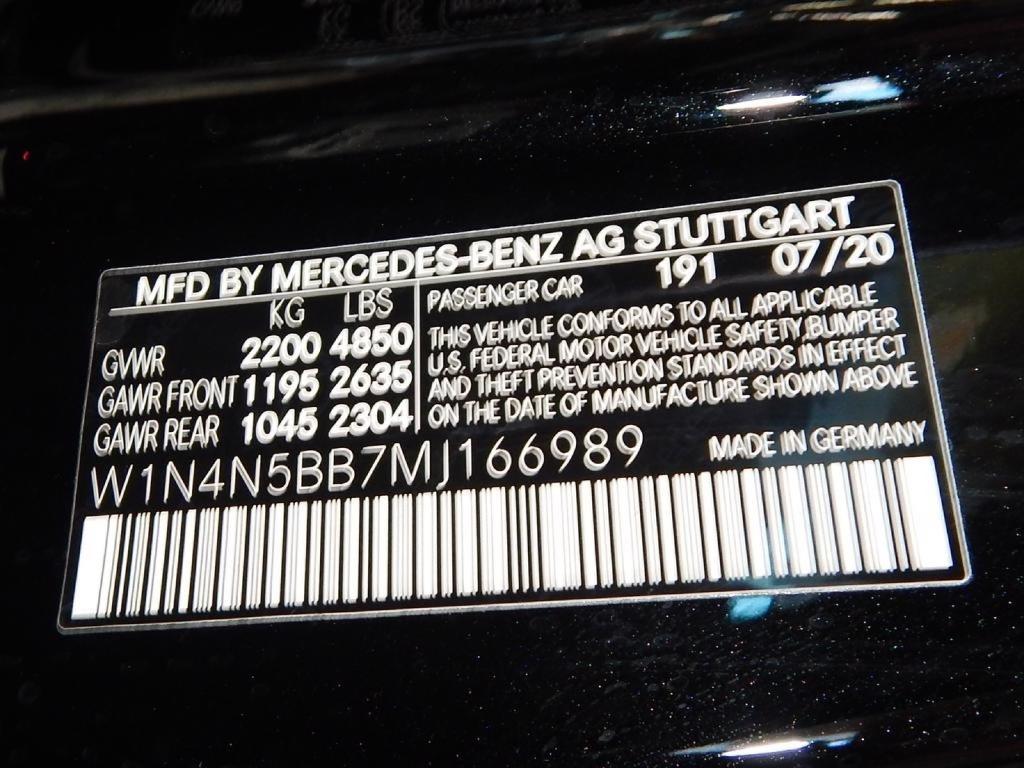 MFD BY MERCEDES-BENZ AG STUTTGART
KG LBS
GVWR 2200 4850
GAWR FRONT 1195 2635
GAWR REAR 1045 2304
PASSENGER CAR 191 07/20
THIS VEHICLE CONFORMS TO ALL APPLICABLE
U.S. FEDERAL MOTOR VEHICLE SAFETY,BUMPER
AND THEFT PREVENTION STANDARDS IN EFFECT
ON THE DATE OF MANUFACTURE SHOWN ABOVE
W1N4N5BB7MJ166989
MADE IN GERMANY